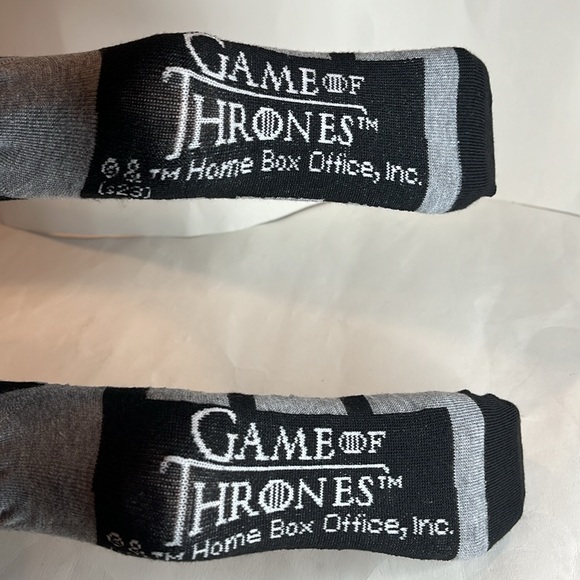 GAME OF
THRONES™
© & ™ Home Box Office, Inc.
(s23)
GAME OF
THRONES™
© & ™ Home Box Office, Inc.